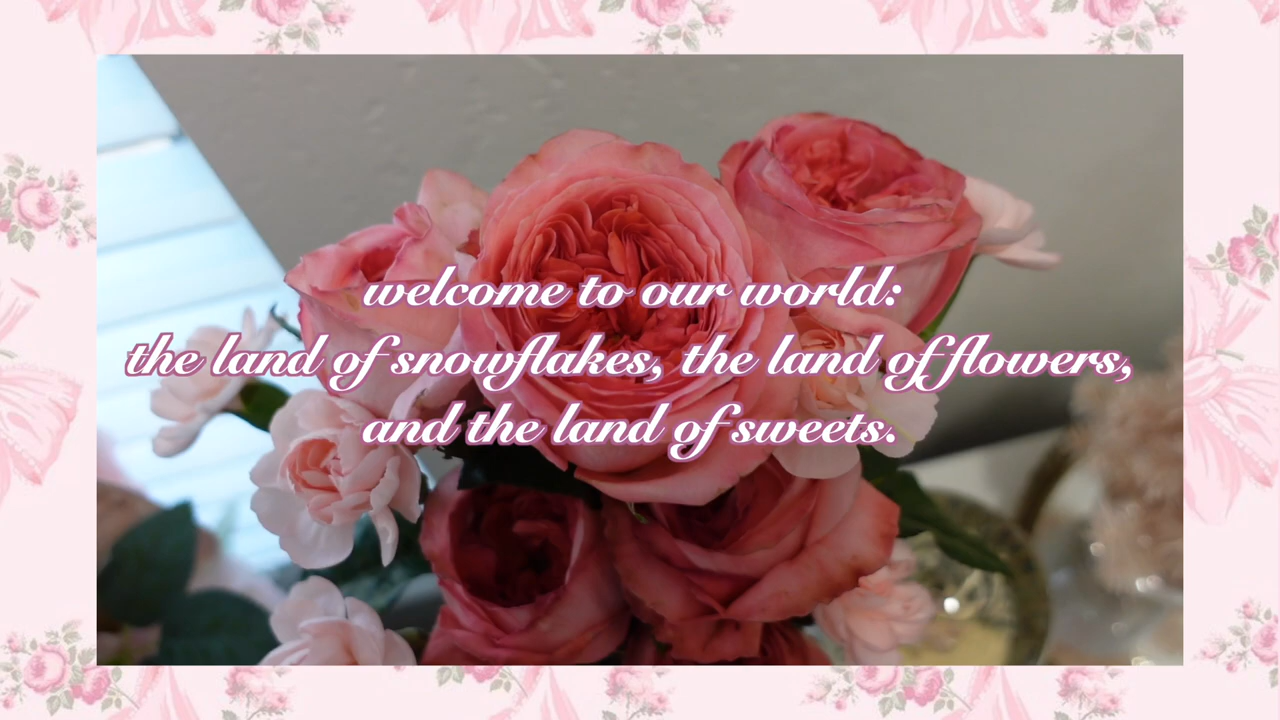 welcome to our world:
the land of snowflakes, the land of flowers,
and the land of sweets.